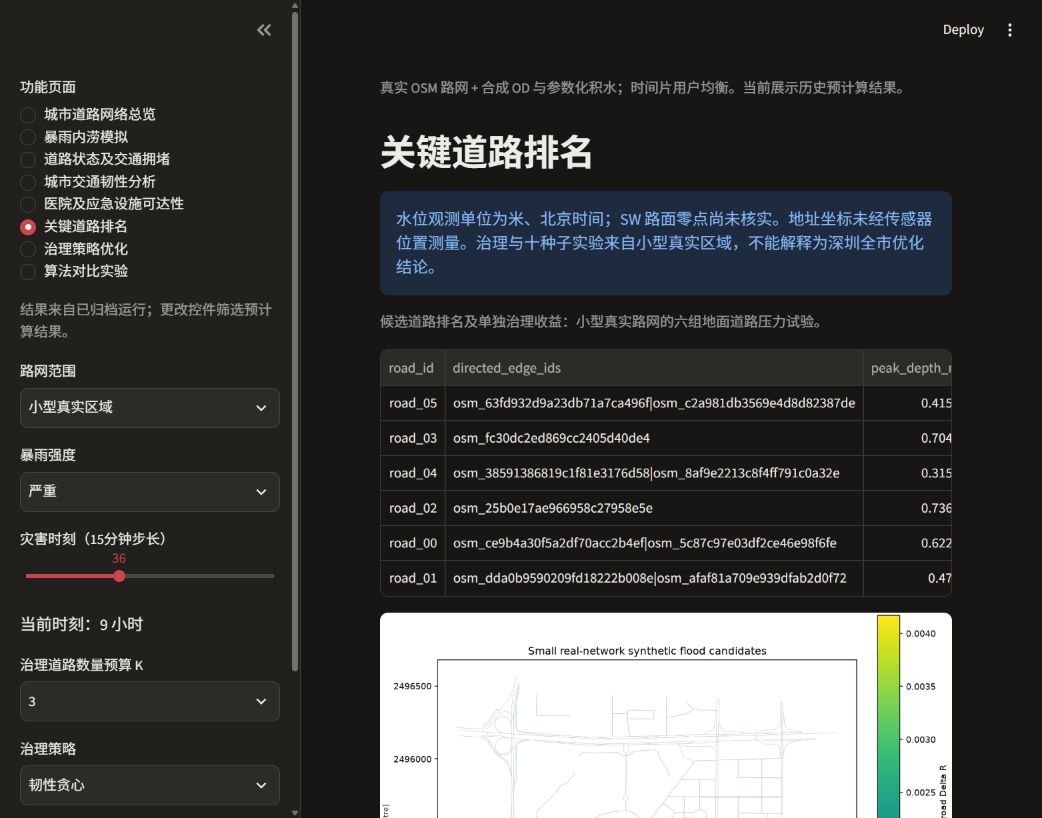 Deploy
功能页面
城市道路网络总览
暴雨内涝模拟
道路状态及交通拥堵
城市交通韧性分析
医院及应急设施可达性
关键道路排名
治理策略优化
算法对比实验
结果来自已归档运行；更改控件筛选预计
算结果。
路网范围
小型真实区域
暴雨强度
严重
灾害时刻（15分钟步长）
36
当前时刻：9 小时
治理道路数量预算 K
3
治理策略
韧性贪心
真实 OSM 路网 + 合成 OD 与参数化积水；时间片用户均衡。当前展示历史预计算结果。
关键道路排名
水位观测单位为米、北京时间；SW 路面零点尚未核实。地址坐标未经传感器
位置测量。治理与十种子实验来自小型真实区域，不能解释为深圳全市优化
结论。
候选道路排名及单独治理收益：小型真实路网的六组地面道路压力试验。
road_id directed_edge_ids peak_depth_
road_05 osm_63fd932d9a23db71a7ca496f|osm_c2a981db3569e4d8d82387de 0.415
road_03 osm_fc30dc2ed869cc2405d40de4 0.704
road_04 osm_38591386819c1f81e3176d58|osm_8af9e2213c8f4ff791c0a32e 0.315
road_02 osm_25b0e17ae966958c27958e5e 0.736
road_00 osm_ce9b4a30f5a2df70acc2b4ef|osm_5c87c97e03df2ce46e98f6fe 0.622
road_01 osm_dda0b9590209fd18222b008e|osm_afaf81a709e939dfab2d0f72 0.47
Small real-network synthetic flood candidates
2496500
2496000
tre]
0.0040
0.0035
0.0030
0.0025
road Delta R